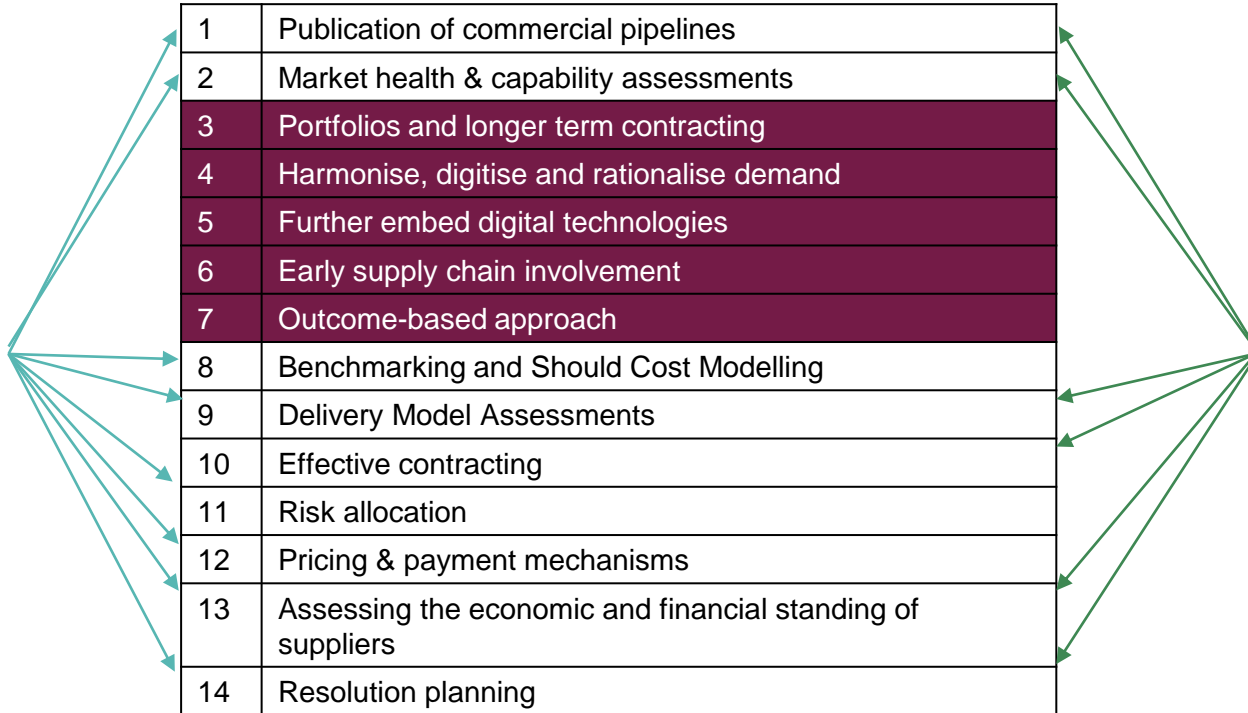 1 Publication of commercial pipelines
2 Market health & capability assessments
3 Portfolios and longer term contracting
4 Harmonise, digitise and rationalise demand
5 Further embed digital technologies
6 Early supply chain involvement
7 Outcome-based approach
8 Benchmarking and Should Cost Modelling
9 Delivery Model Assessments
10 Effective contracting
11 Risk allocation
12 Pricing & payment mechanisms
13 Assessing the economic and financial standing of
suppliers
14 Resolution planning